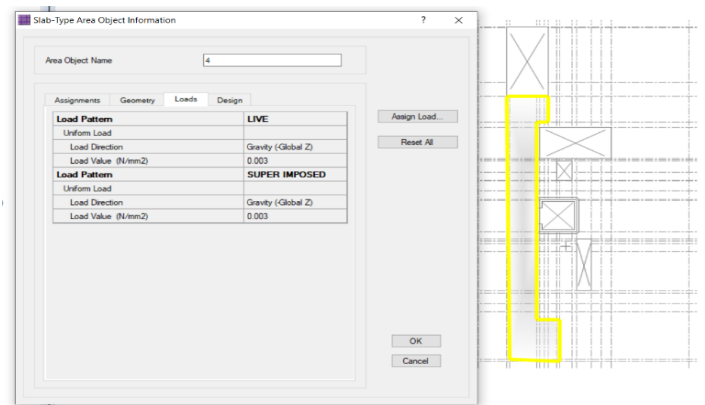 Slab-Type Area Object Information
? ×
Area Object Name 4
Assignments Geometry Loads Design
Load Pattern LIVE
Uniform Load
Load Direction Gravity (-Global Z)
Load Value (N/mm2) 0.003
Load Pattern SUPER IMPOSED
Uniform Load
Load Direction Gravity (-Global Z)
Load Value (N/mm2) 0.003
Assign Load...
Reset All
OK
Cancel